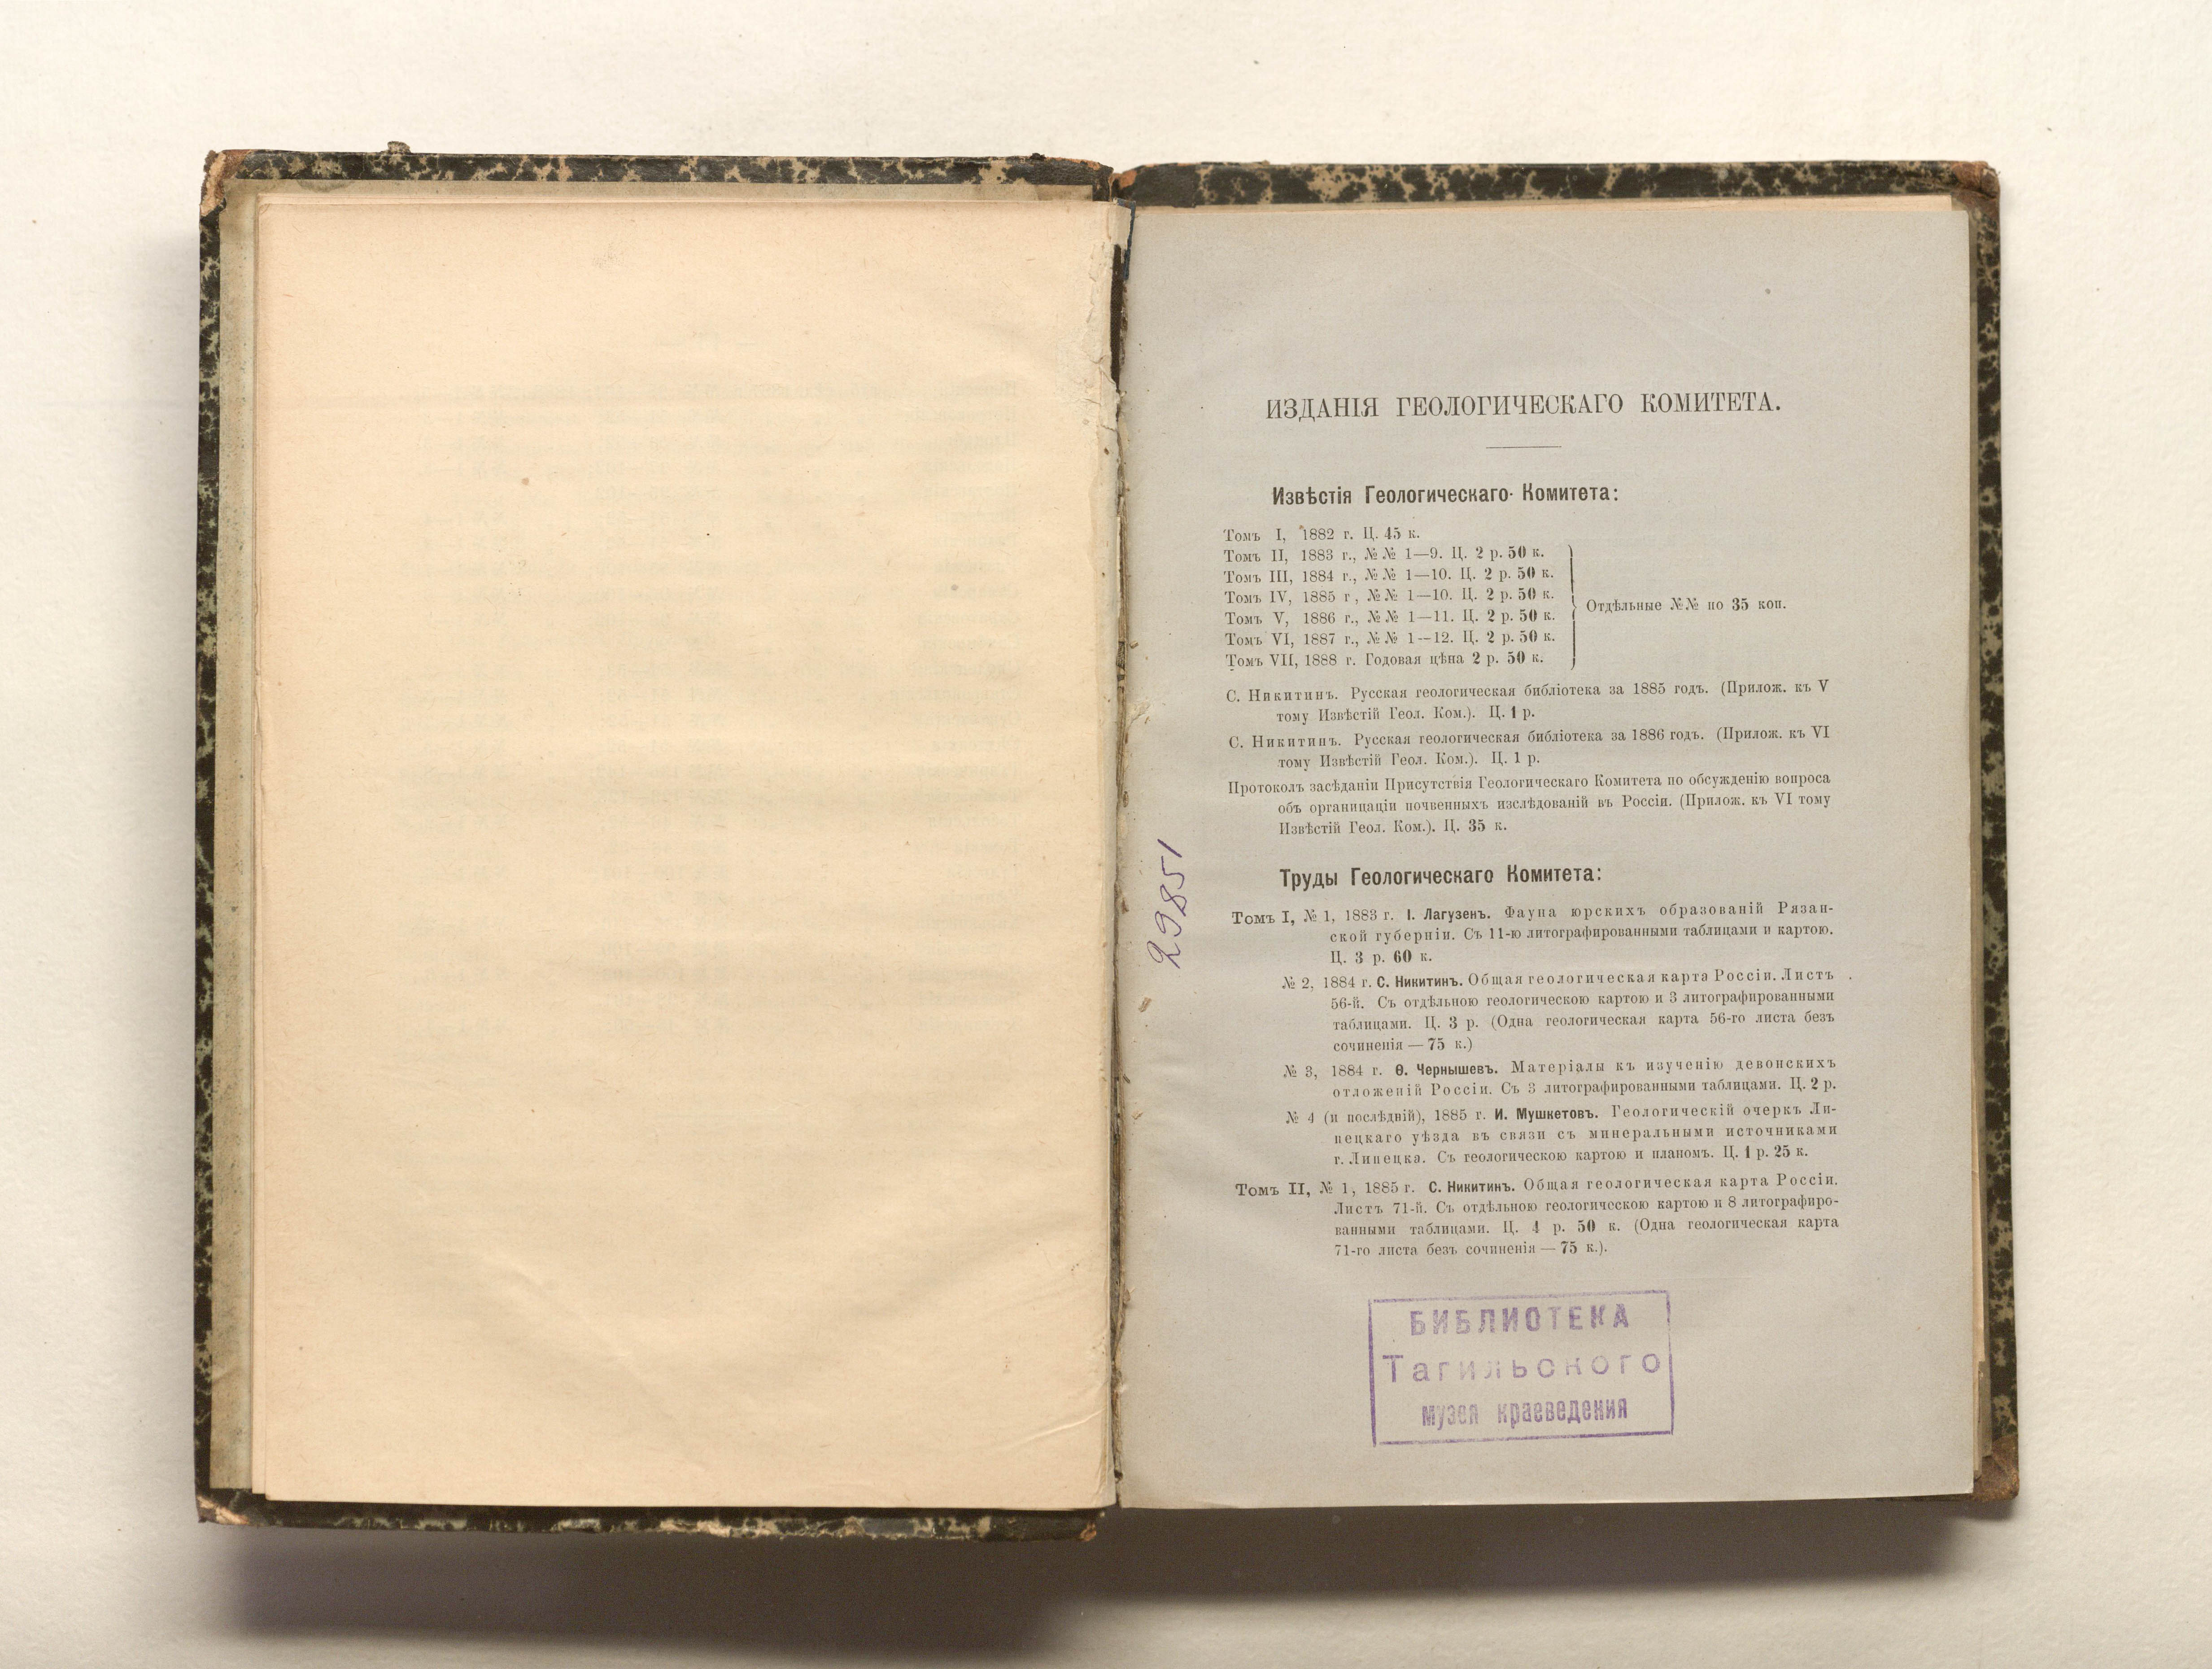 ИЗДАНІЯ ГЕОЛОГИЧЕСКАГО КОМИТЕТА.
Извѣстія Геологическаго Комитета:
Томъ I, 1882 г. Ц. 45 к.
Томъ II, 1883 г., №№ 1—9. Ц. 2 р. 50 к.
Томъ III, 1884 г., №№ 1—10. Ц. 2 р. 50 к.
Томъ IV, 1885 г, №№ 1—10. Ц. 2 р. 50 к.
Томъ V, 1886 г., №№ 1—11. Ц. 2 р. 50 к.
Томъ VI, 1887 г., №№ 1—12. Ц. 2 р. 50 к.
Томъ VII, 1888 г. Годовая цѣна 2 р. 50 к.
Отдѣльные №№ по 35 коп.
С. Никитинъ. Русская геологическая библіотека за 1885 годъ. (Прилож. къ V
тому Извѣстій Геол. Ком.). Ц. 1 р.
С. Никитинъ. Русская геологическая библіотека за 1886 годъ. (Прилож. къ VI
тому Извѣстій Геол. Ком.). Ц. 1 р.
Протоколъ засѣданіи Присутствія Геологическаго Комитета по обсужденію вопроса
объ органицаціи почвенныхъ изслѣдованій въ Россіи. (Прилож. къ VI тому
Извѣстій Геол. Ком.). Ц. 35 к.
Труды Геологическаго Комитета:
Томъ I, № 1, 1883 г. І. Лагузенъ. Фауна юрскихъ образованій Рязан-
ской губерніи. Съ 11-ю литографированными таблицами и картою.
Ц. 3 р. 60 к.
№ 2, 1884 г. С. Никитинъ. Общая геологическая карта Россіи. Листъ
56-й. Съ отдѣльною геологическою картою и 3 литографированными
таблицами. Ц. 3 р. (Одна геологическая карта 56-го листа безъ
сочиненія — 75 к.)
№ 3, 1884 г. Ѳ. Чернышевъ. Матеріалы къ изученію девонскихъ
отложеній Россіи. Съ 3 литографированными таблицами. Ц. 2 р.
№ 4 (и послѣдній), 1885 г. И. Мушкетовъ. Геологическій очеркъ Ли-
пецкаго уѣзда въ связи съ минеральными источниками
г. Липецка. Съ геологическою картою и планомъ. Ц. 1 р. 25 к.
Томъ II, № 1, 1885 г. С. Никитинъ. Общая геологическая карта Россіи.
Листъ 71-й. Съ отдѣльною геологическою картою и 8 литографиро-
ванными таблицами. Ц. 4 р. 50 к. (Одна геологическая карта
71-го листа безъ сочиненія — 75 к.).
29851
БИБЛИОТЕКА
Тагильского
музея краеведения